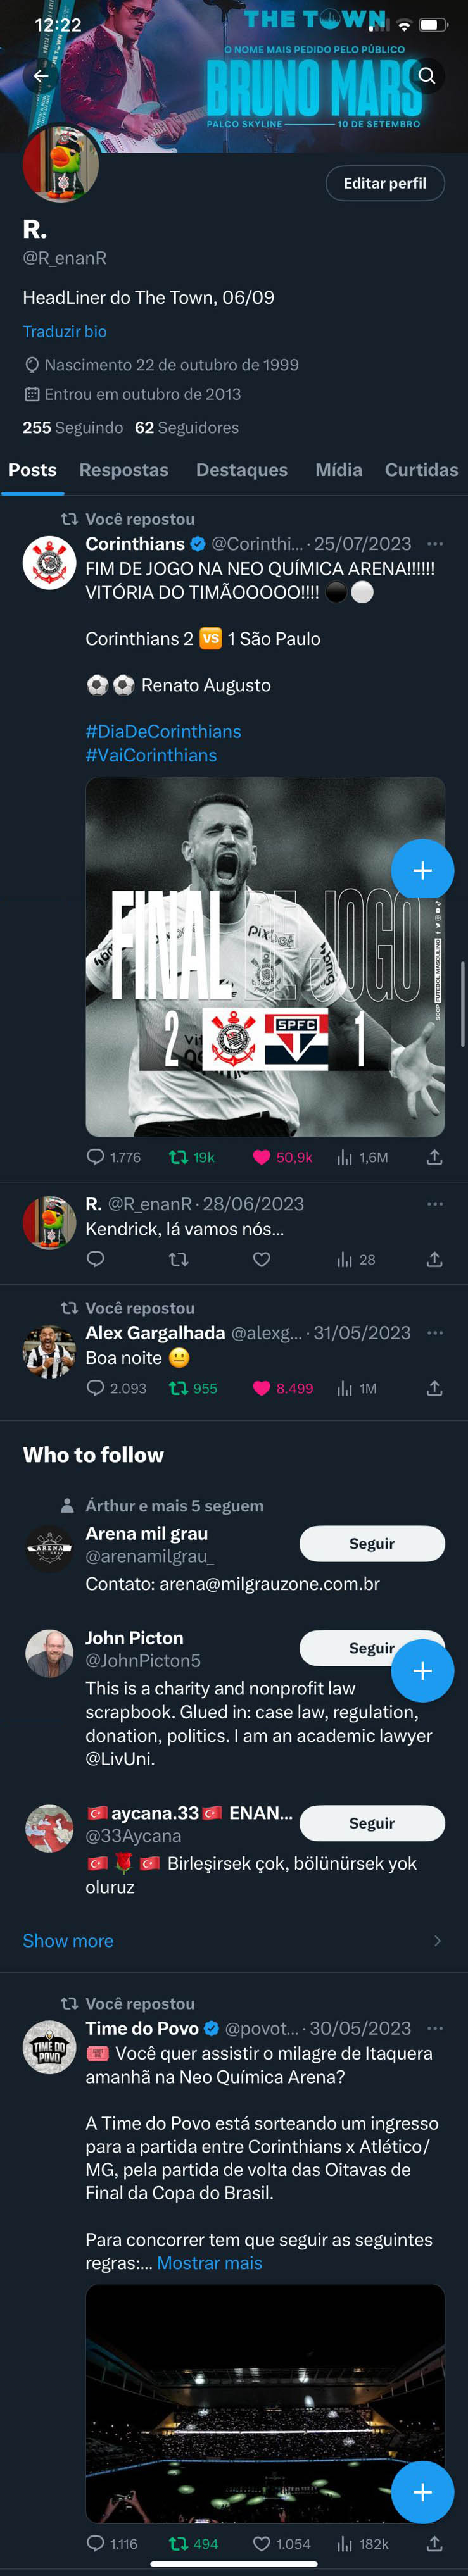 12:22
THE TOWN
O NOME MAIS PEDIDO PELO PÚBLICO
BRUNO MARS
PALCO SKYLINE 10 DE SETEMBRO
Editar perfil
R.
@R_enanR
HeadLiner do The Town, 06/09
Traduzir bio
Nascimento 22 de outubro de 1999
Entrou em outubro de 2013
255 Seguindo 62 Seguidores
Posts Respostas Destaques Mídia Curtidas
Você repostou
Corinthians @Corinthi... · 25/07/2023
FIM DE JOGO NA NEO QUÍMICA ARENA!!!!!!
VITÓRIA DO TIMÃOOOOO!!!! ⚫⚪
Corinthians 2 🆚 1 São Paulo
⚽⚽ Renato Augusto
#DiaDeCorinthians
#VaiCorinthians
FINAL DE JOGO
pixbet
SCCP FUTEBOL MASCULINO
2 SPFC 1
1.776 19k 50,9k 1,6M
R. @R_enanR · 28/06/2023
Kendrick, lá vamos nós...
28
Você repostou
Alex Gargalhada @alexg... · 31/05/2023
Boa noite 😐
2.093 955 8.499 1M
Who to follow
Árthur e mais 5 seguem
ARENA
Arena mil grau
Seguir
@arenamilgrau_
Contato: arena@milgrauzone.com.br
John Picton
Seguir
@JohnPicton5
This is a charity and nonprofit law
scrapbook. Glued in: case law, regulation,
donation, politics. I am an academic lawyer
@LivUni.
🇹🇷aycana.33🇹🇷 ENAN...
Seguir
@33Aycana
🇹🇷 🌹 🇹🇷 Birleşirsek çok, bölünürsek yok
oluruz
Show more
Você repostou
TIME DO POVO
Time do Povo @povot... · 30/05/2023
🎟️ Você quer assistir o milagre de Itaquera
amanhã na Neo Química Arena?
A Time do Povo está sorteando um ingresso
para a partida entre Corinthians x Atlético/
MG, pela partida de volta das Oitavas de
Final da Copa do Brasil.
Para concorrer tem que seguir as seguintes
regras:... Mostrar mais
1.116 494 1.054 182k